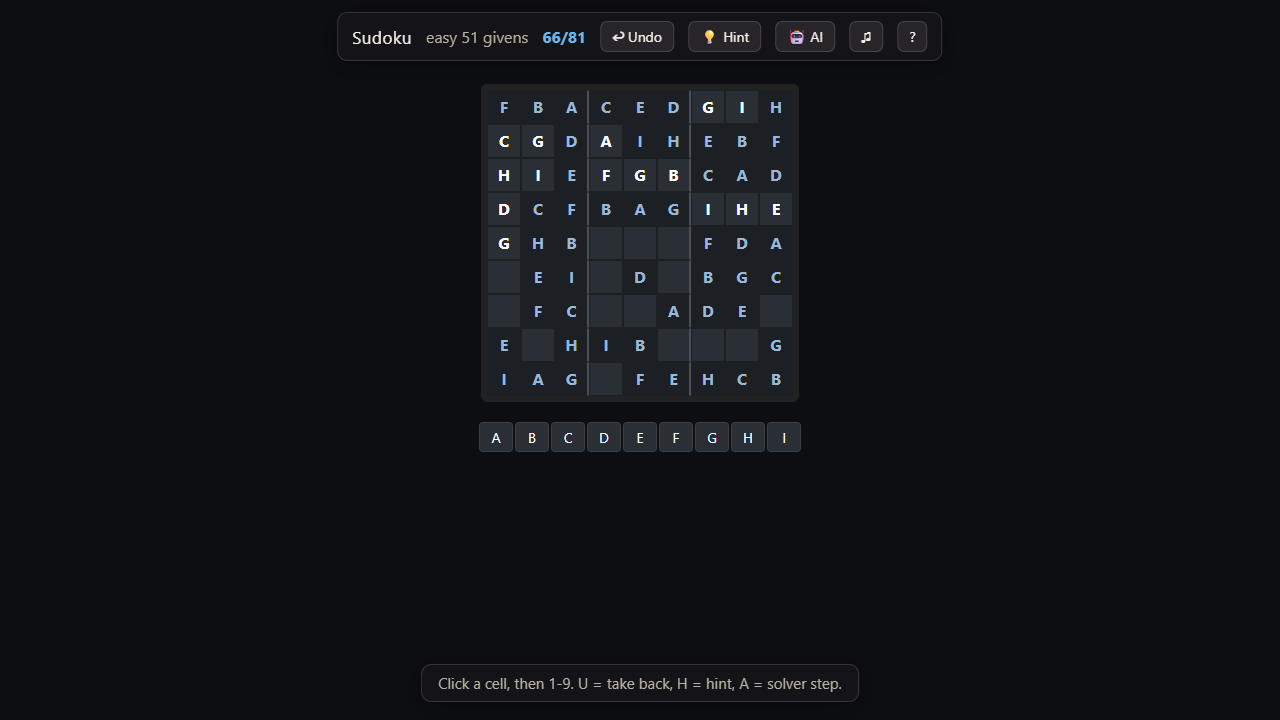 Sudoku easy 51 givens 66/81 Undo Hint AI ?
F B A C E D G I H
C G D A I H E B F
H I E F G B C A D
D C F B A G I H E
G H B F D A
E I D B G C
F C A D E
E H I B G
I A G F E H C B
A B C D E F G H I
Click a cell, then 1-9. U = take back, H = hint, A = solver step.